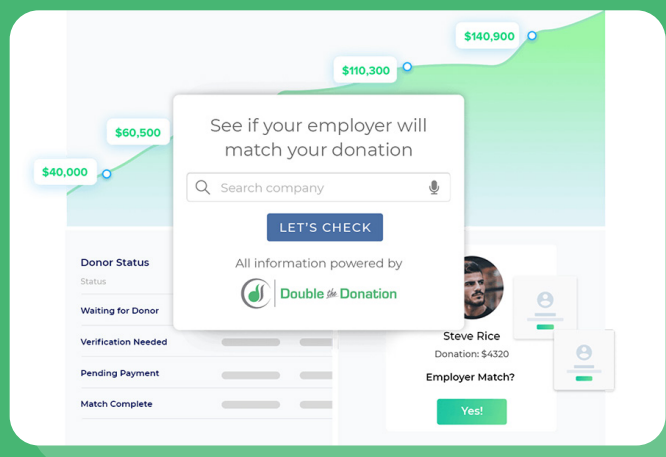 $140,900
$110,300
$60,500
$40,000
See if your employer will
match your donation
Search company
LET'S CHECK
All information powered by
Double the Donation
Donor Status
Status
Waiting for Donor
Verification Needed
Pending Payment
Match Complete
Steve Rice
Donation: $4320
Employer Match?
Yes!